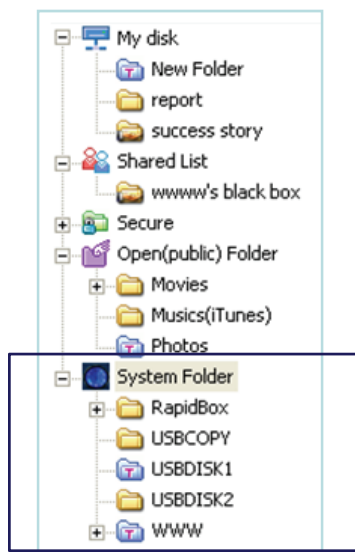 My disk
New Folder
report
success story
Shared List
wwww's black box
Secure
Open(public) Folder
Movies
Musics(iTunes)
Photos
System Folder
RapidBox
USBCOPY
USBDISK1
USBDISK2
WWW